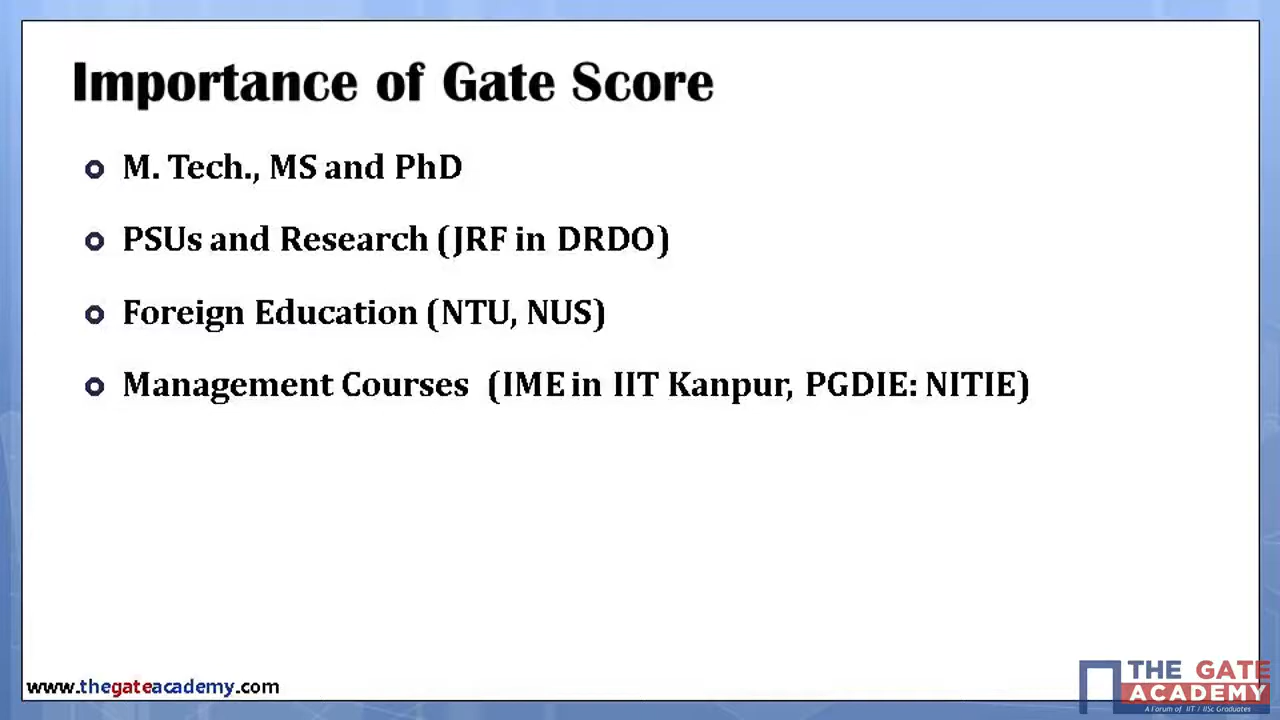 Importance of Gate Score
M. Tech., MS and PhD
PSUs and Research (JRF in DRDO)
Foreign Education (NTU, NUS)
Management Courses (IME in IIT Kanpur, PGDIE: NITIE)
www.thegateacademy.com
THE GATE
ACADEMY
A Forum of IIT / IISc Graduates